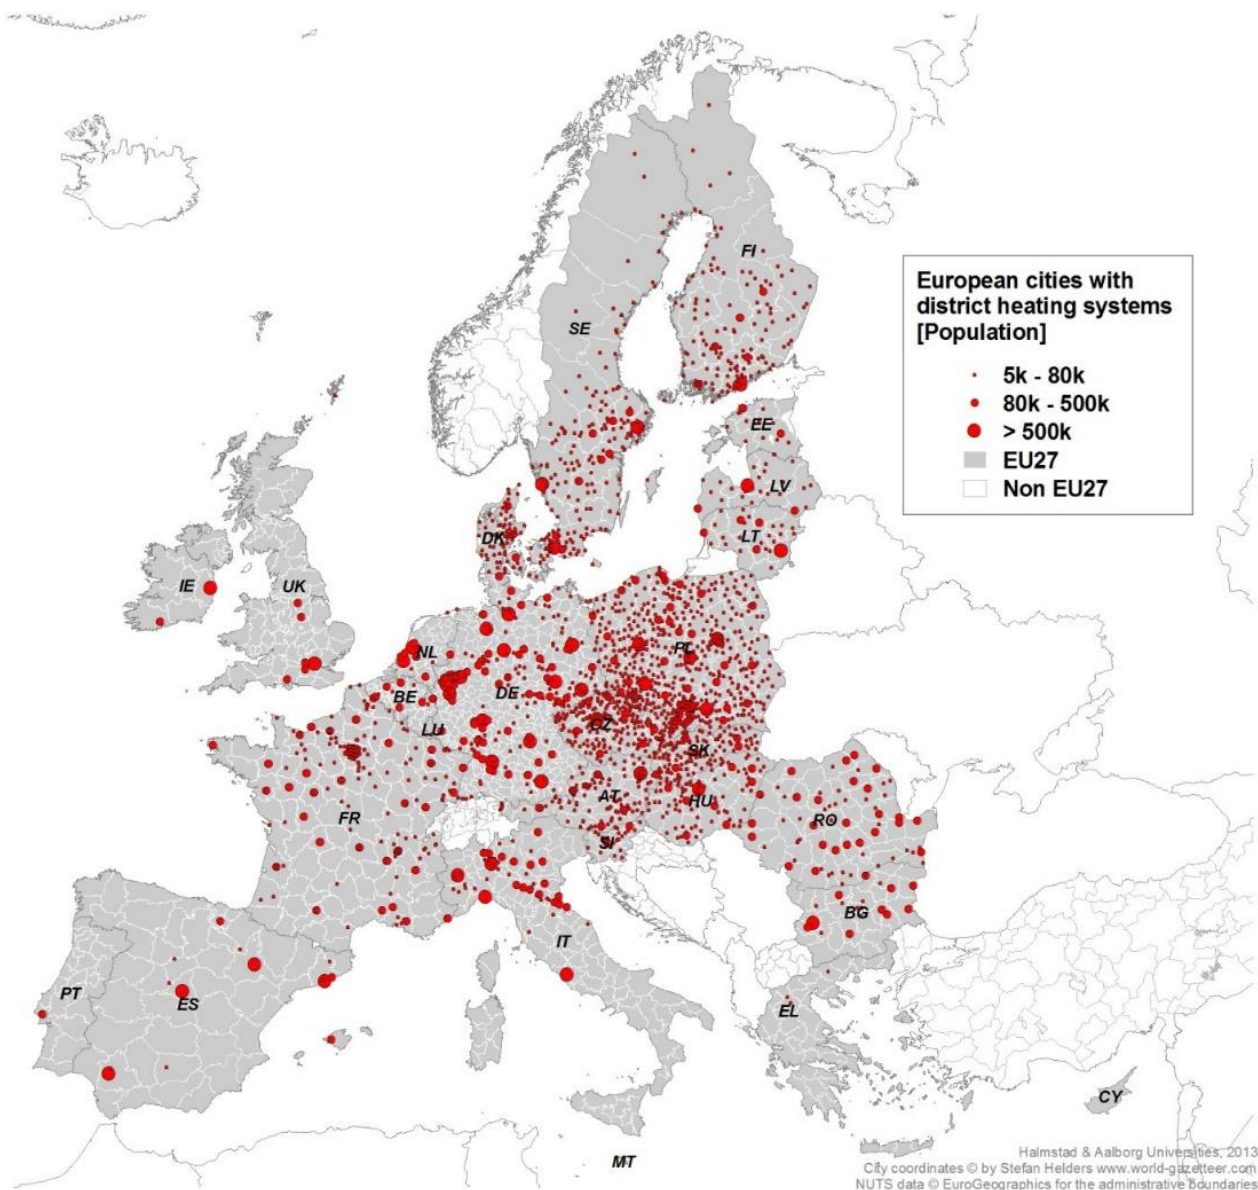 European cities with
district heating systems
[Population]
5k - 80k
80k - 500k
> 500k
EU27
Non EU27
FI
SE
EE
LV
LT
DK
IE
UK
NL
PL
BE
DE
LU
CZ
SK
AT
HU
FR
RO
SI
BG
IT
PT
ES
EL
CY
MT
Halmstad & Aalborg Universities, 2013
City coordinates © by Stefan Helders www.world-gazetteer.com
NUTS data © EuroGeographics for the administrative boundaries